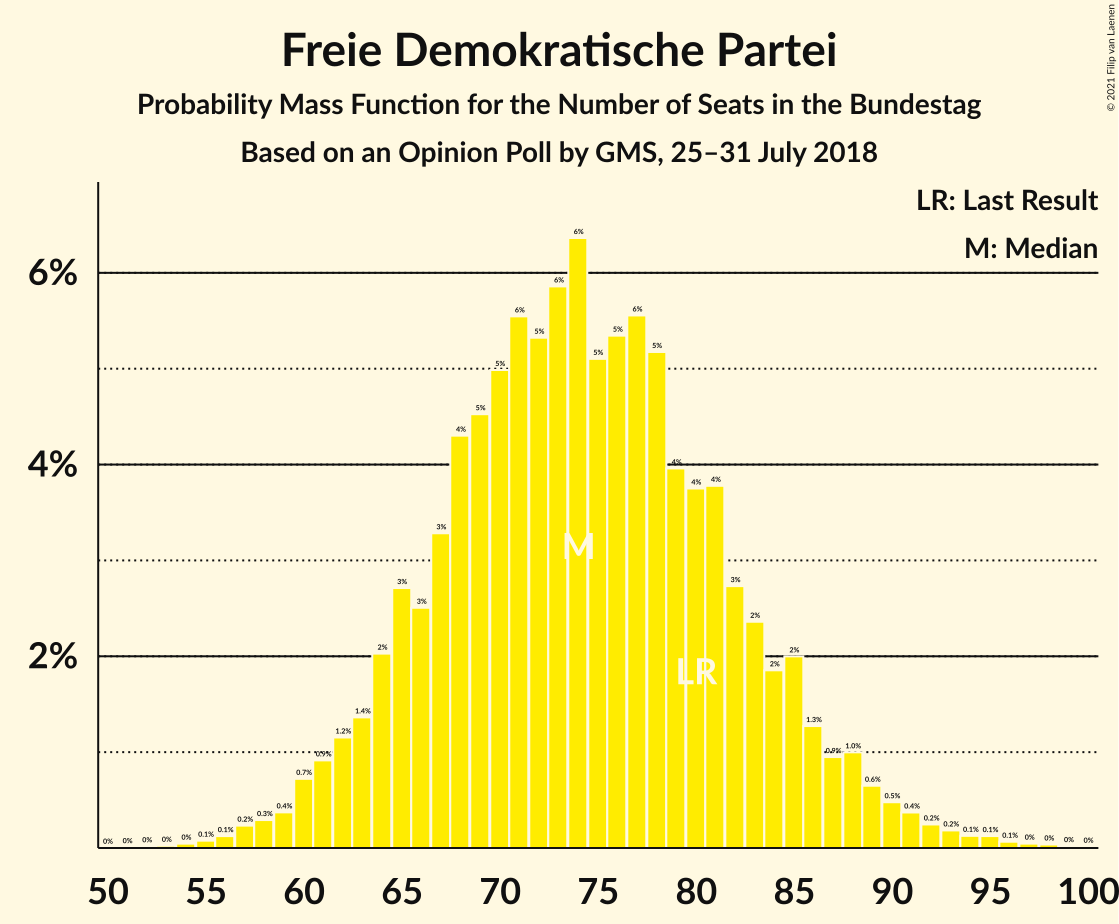 Freie Demokratische Partei
Probability Mass Function for the Number of Seats in the Bundestag
Based on an Opinion Poll by GMS, 25–31 July 2018
© 2021 Filip van Laenen
LR: Last Result
M: Median
6%
4%
2%
0% 0% 0% 0% 0% 0.1% 0.1% 0.2% 0.3% 0.4% 0.7% 0.9% 1.2% 1.4% 2% 3% 3% 3% 4% 5% 5% 6% 5% 6% 6% 5% 5% 6% 5% 4% 4% 4% 3% 2% 2% 2% 1.3% 0.9% 1.0% 0.6% 0.5% 0.4% 0.2% 0.2% 0.1% 0.1% 0.1% 0% 0% 0% 0%
M
LR
50 55 60 65 70 75 80 85 90 95 100